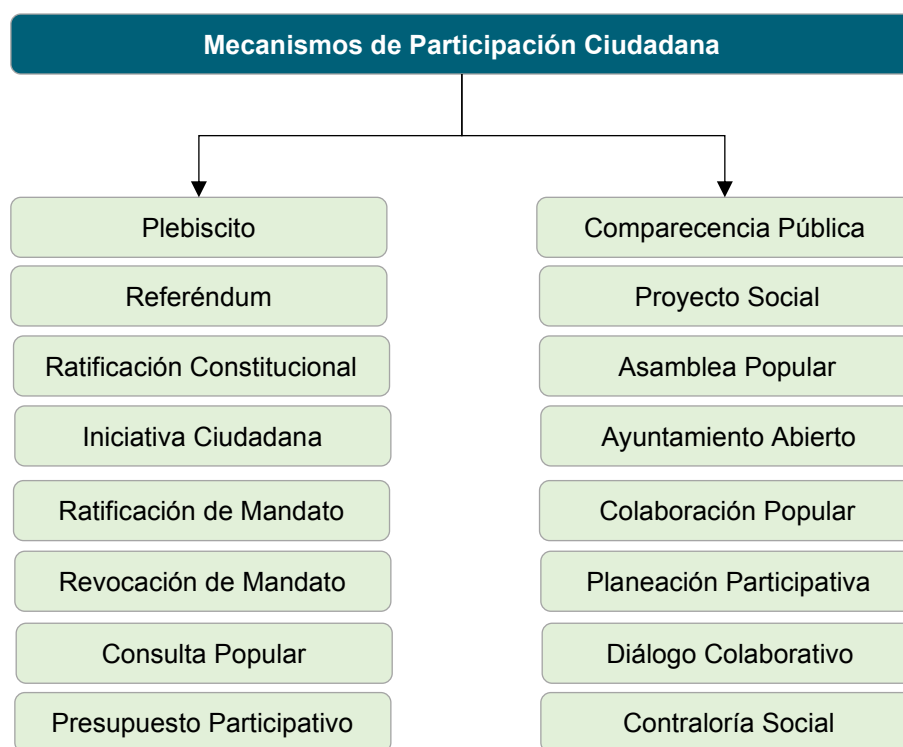 Mecanismos de Participación Ciudadana
Plebiscito
Referéndum
Ratificación Constitucional
Iniciativa Ciudadana
Ratificación de Mandato
Revocación de Mandato
Consulta Popular
Presupuesto Participativo
Comparecencia Pública
Proyecto Social
Asamblea Popular
Ayuntamiento Abierto
Colaboración Popular
Planeación Participativa
Diálogo Colaborativo
Contraloría Social